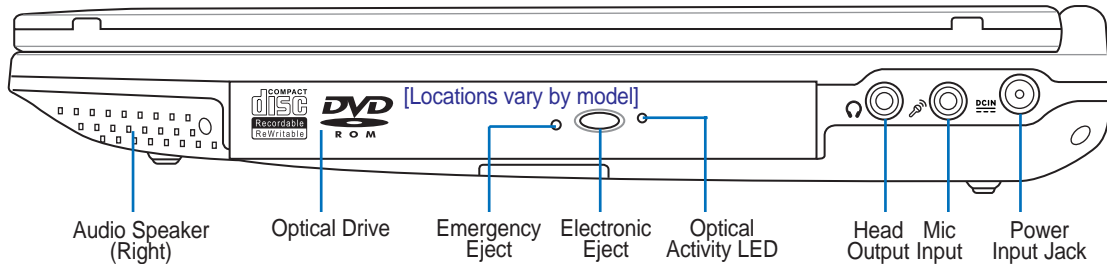 COMPACT
disc
Recordable
ReWritable
DVD
ROM
[Locations vary by model]
DCIN
Audio Speaker
(Right)
Optical Drive
Emergency
Eject
Electronic
Eject
Optical
Activity LED
Head
Output
Mic
Input
Power
Input Jack